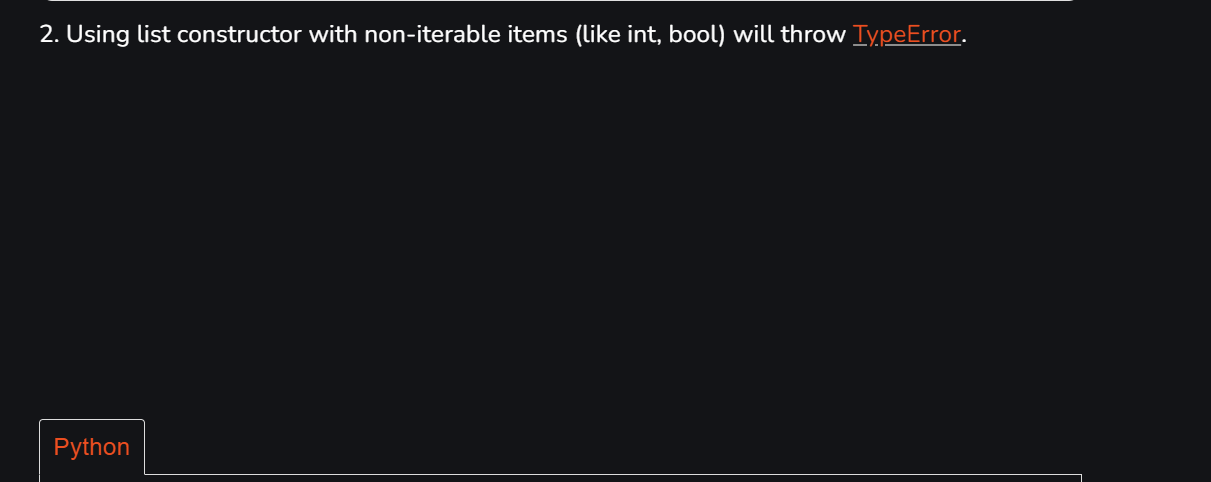 2. Using list constructor with non-iterable items (like int, bool) will throw TypeError.
Python